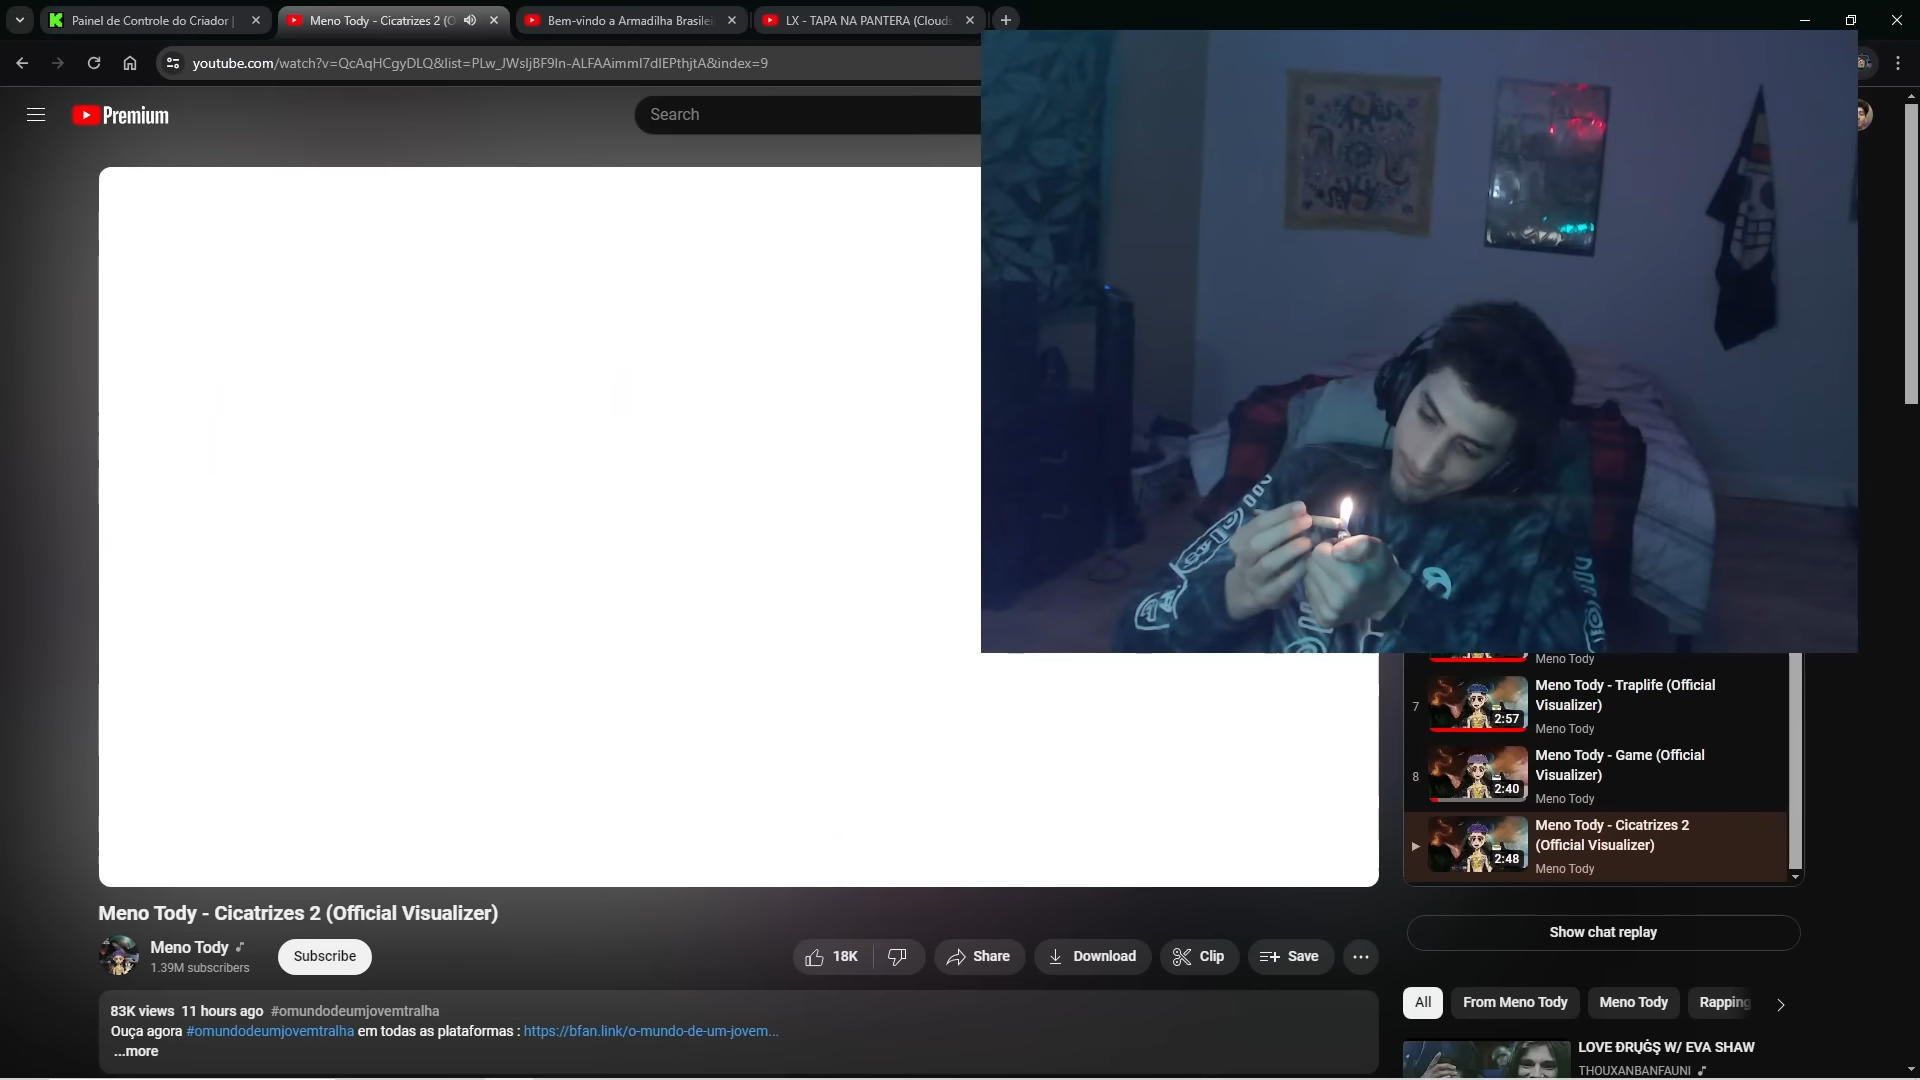 Painel de Controle do Criador |
Meno Tody - Cicatrizes 2 (O
Bem-vindo a Armadilha Brasilei
LX - TAPA NA PANTERA (Clouds
youtube.com/watch?v=QcAqHCgyDLQ&list=PLw_JWsIjBF9In-ALFAAimmI7dIEPthjtA&index=9
Premium
Search
Meno Tody
7
Meno Tody - Traplife (Official
Visualizer)
2:57
Meno Tody
8
Meno Tody - Game (Official
Visualizer)
2:40
Meno Tody
Meno Tody - Cicatrizes 2
(Official Visualizer)
2:48
Meno Tody
Meno Tody - Cicatrizes 2 (Official Visualizer)
Meno Tody
1.39M subscribers
Subscribe
18K
Share
Download
Clip
Save
Show chat replay
83K views 11 hours ago #omundodeumjovemtralha
Ouça agora #omundodeumjovemtralha em todas as plataformas : https://bfan.link/o-mundo-de-um-jovem...
...more
All
From Meno Tody
Meno Tody
Rapping
LOVE ĐRŲĢŞ W/ EVA SHAW
THOUXANBANFAUNI